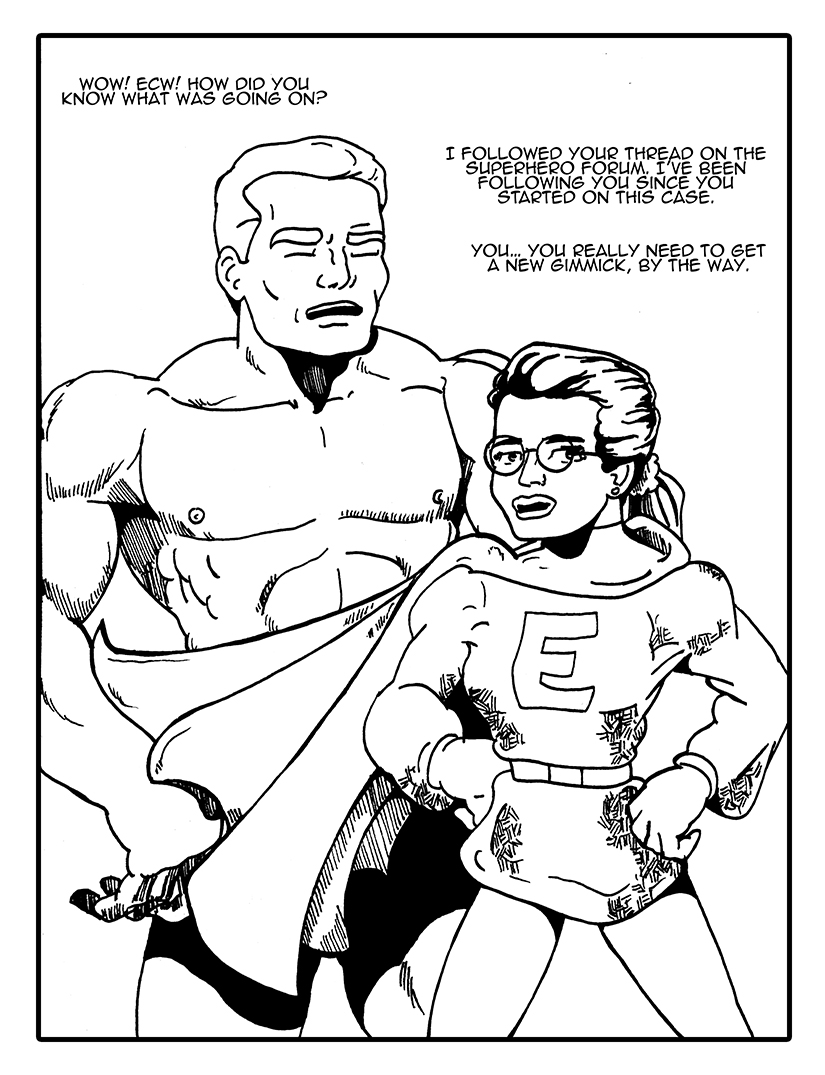 WOW! ECW! HOW DID YOU
KNOW WHAT WAS GOING ON?
I FOLLOWED YOUR THREAD ON THE
SUPERHERO FORUM. I'VE BEEN
FOLLOWING YOU SINCE YOU
STARTED ON THIS CASE.
YOU... YOU REALLY NEED TO GET
A NEW GIMMICK, BY THE WAY.
E